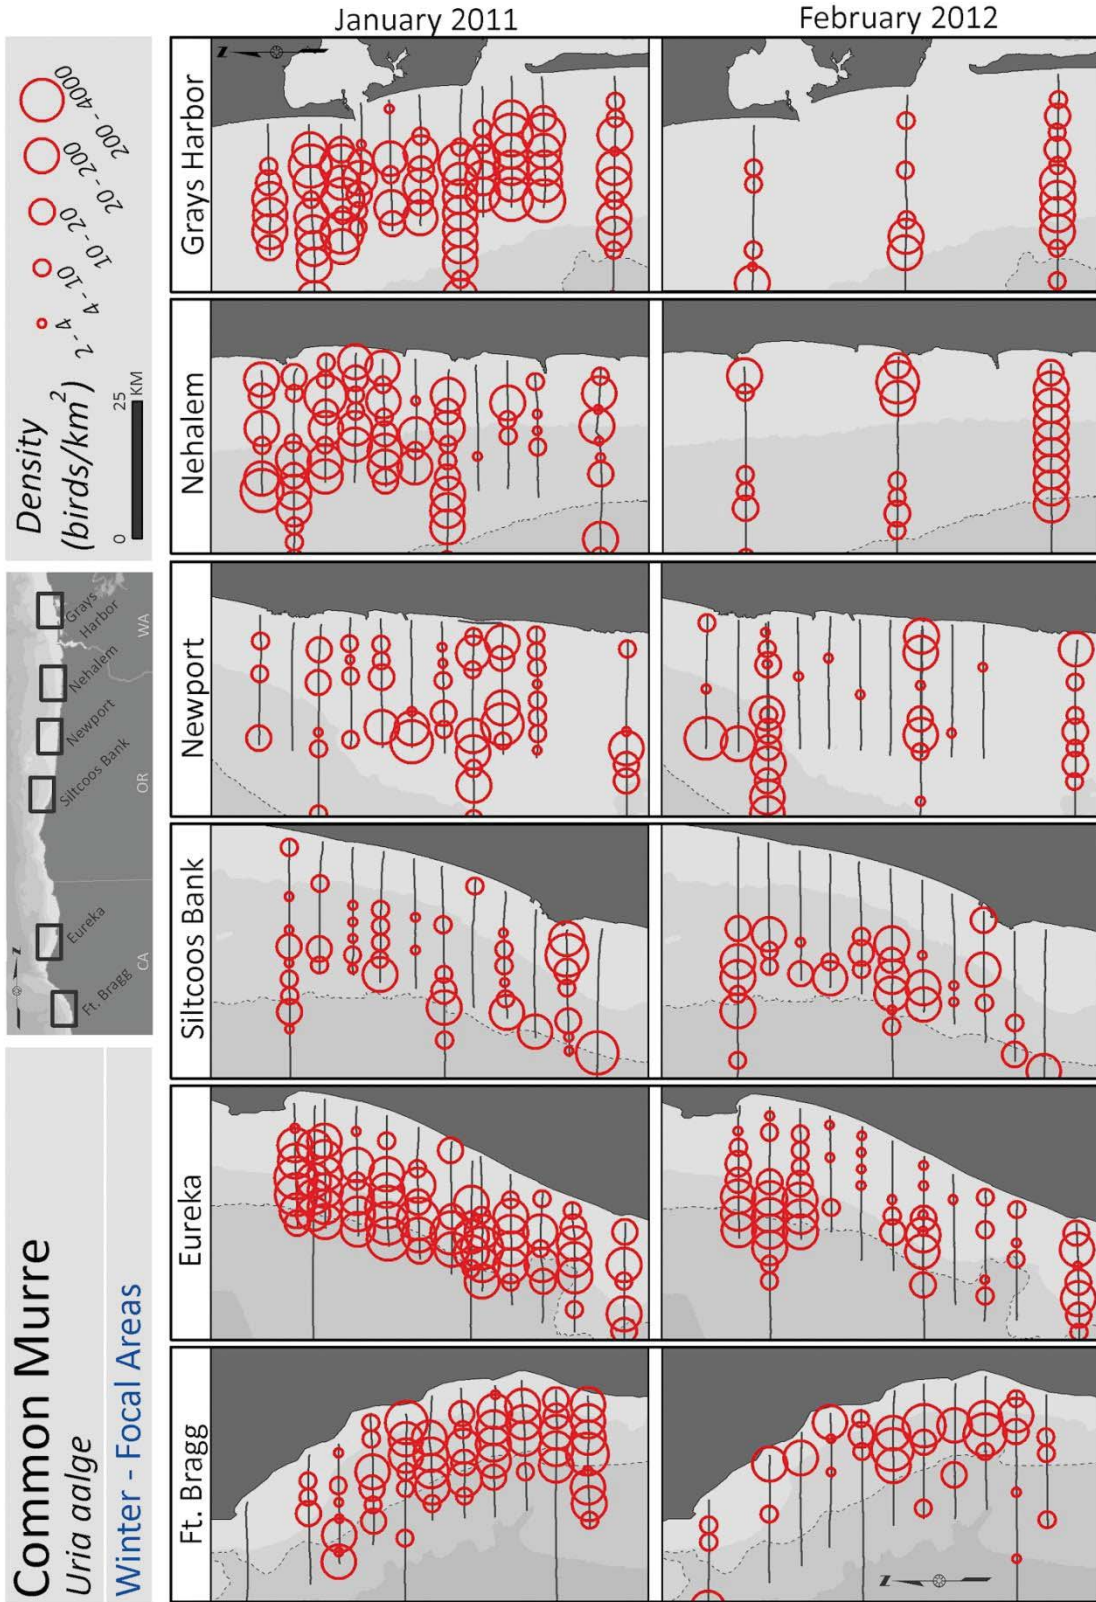 Common Murre
Uria aalge
Winter - Focal Areas
N
Ft. Bragg
Eureka
Siltcoos Bank
Newport
Nehalem
Grays
Harbor
CA
OR
WA
Density
(birds/km²)
2 - 4
4 - 10
10 - 20
20 - 200
200 - 4000
0
25
KM
January 2011
February 2012
Grays Harbor
N
Nehalem
Newport
Siltcoos Bank
Eureka
Ft. Bragg
N